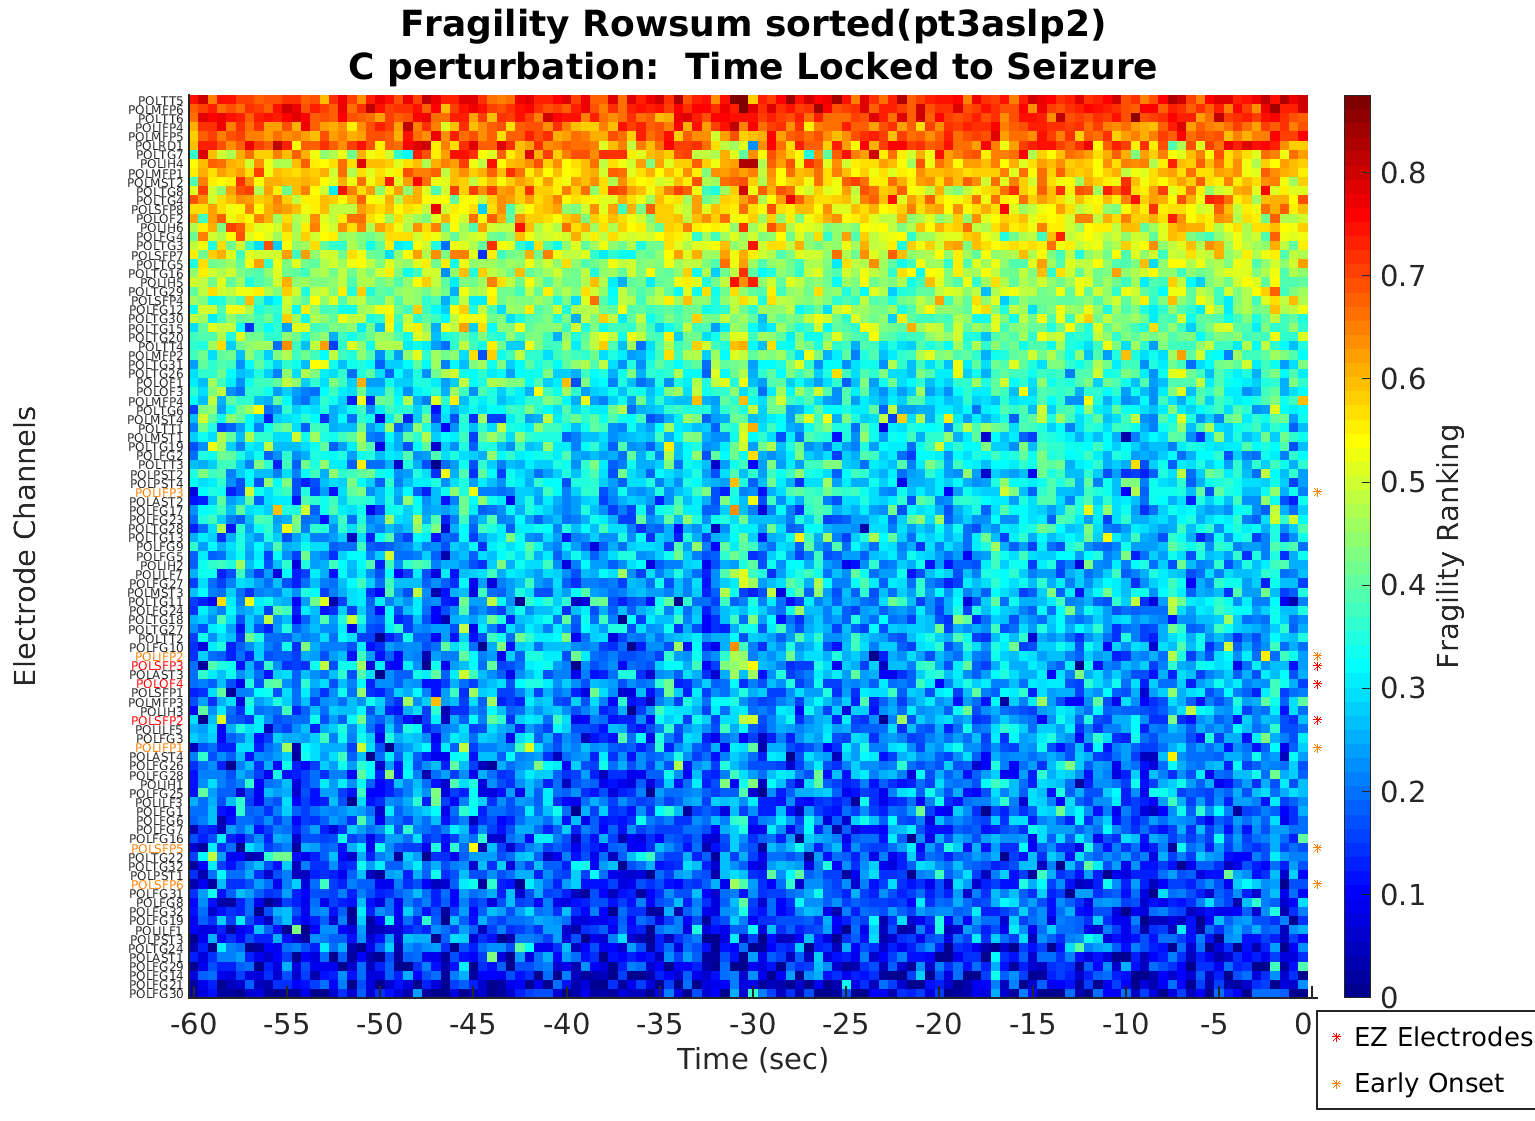 Fragility Rowsum sorted(pt3aslp2)
C perturbation:  Time Locked to Seizure
Electrode Channels
POLTT5
POLMFP6
POLTT6
POLIFP4
POLMFP5
POLRD1
POLTG7
POLIH4
POLMFP1
POLMST2
POLTG8
POLTG4
POLSFP8
POLOF2
POLIH6
POLFG4
POLTG3
POLSFP7
POLTG5
POLTG16
POLIH5
POLTG29
POLSFP4
POLFG12
POLTG30
POLTG15
POLTG20
POLTT4
POLMFP2
POLTG31
POLTG26
POLOF1
POLOF3
POLMFP4
POLTG6
POLMST4
POLTT1
POLMST1
POLTG19
POLFG2
POLTT3
POLPST2
POLPST4
POLIFP3
POLAST2
POLFG17
POLFG23
POLTG28
POLTG13
POLFG9
POLFG5
POLIH2
POLILF7
POLFG27
POLMST3
POLTG11
POLFG24
POLTG18
POLTG27
POLTT2
POLFG10
POLIFP2
POLSFP3
POLAST3
POLOF4
POLSFP1
POLMFP3
POLIH3
POLSFP2
POLILF5
POLFG3
POLIFP1
POLAST4
POLFG26
POLFG28
POLIH1
POLFG25
POLILF3
POLFG1
POLFG6
POLFG7
POLFG16
POLSFP5
POLTG22
POLTG32
POLPST1
POLSFP6
POLFG31
POLFG8
POLFG32
POLFG19
POLILF1
POLPST3
POLTG24
POLAST1
POLFG29
POLFG14
POLFG21
POLFG30
-60 -55 -50 -45 -40 -35 -30 -25 -20 -15 -10 -5 0
Time (sec)
0.8
0.7
0.6
0.5
0.4
0.3
0.2
0.1
0
Fragility Ranking
EZ Electrodes
Early Onset